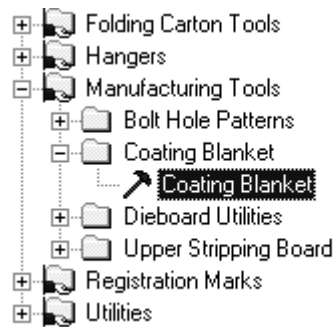 Folding Carton Tools
Hangers
Manufacturing Tools
Bolt Hole Patterns
Coating Blanket
Coating Blanket
Dieboard Utilities
Upper Stripping Board
Registration Marks
Utilities